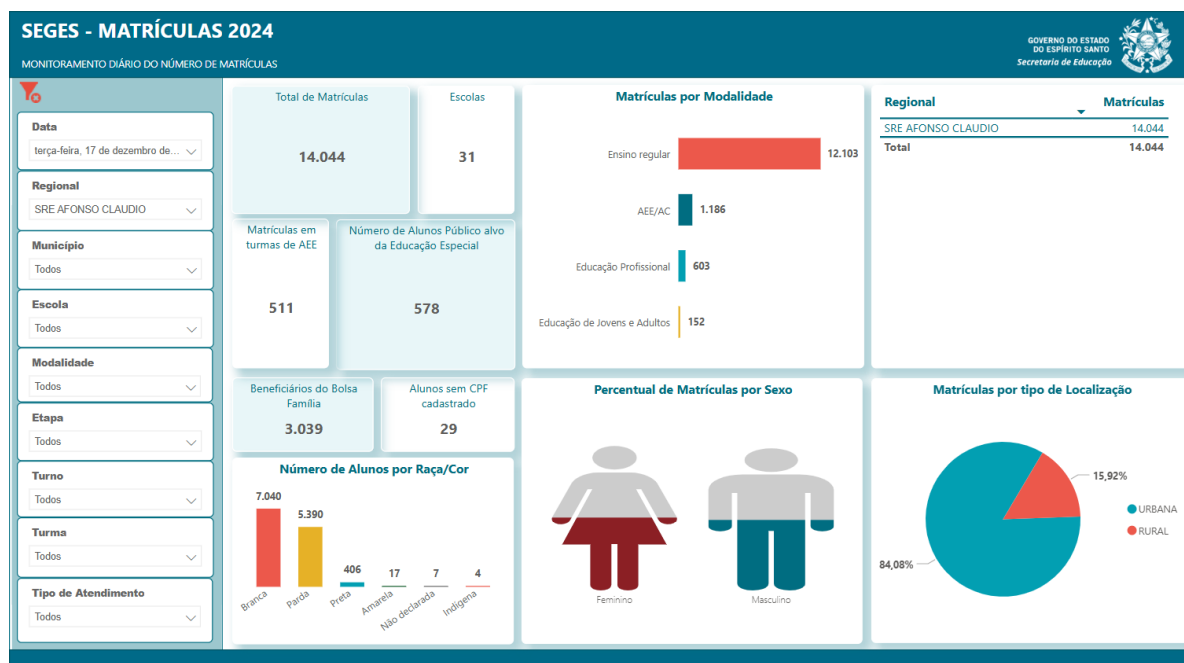 SEGES - MATRÍCULAS 2024
MONITORAMENTO DIÁRIO DO NÚMERO DE MATRÍCULAS
GOVERNO DO ESTADO
DO ESPÍRITO SANTO
Secretaria de Educação
Data
terça-feira, 17 de dezembro de...
Regional
SRE AFONSO CLAUDIO
Município
Todos
Escola
Todos
Modalidade
Todos
Etapa
Todos
Turno
Todos
Turma
Todos
Tipo de Atendimento
Todos
Total de Matrículas
14.044
Escolas
31
Matrículas em
turmas de AEE
511
Número de Alunos Público alvo
da Educação Especial
578
Beneficiários do Bolsa
Família
3.039
Alunos sem CPF
cadastrado
29
Número de Alunos por Raça/Cor
7.040
5.390
406
17
7
4
Branca
Parda
Preta
Amarela
Não declarada
Indígena
Matrículas por Modalidade
Ensino regular
12.103
AEE/AC
1.186
Educação Profissional
603
Educação de Jovens e Adultos
152
Percentual de Matrículas por Sexo
Feminino
Masculino
Regional
Matrículas
SRE AFONSO CLAUDIO
14.044
Total
14.044
Matrículas por tipo de Localização
15,92%
84,08%
URBANA
RURAL